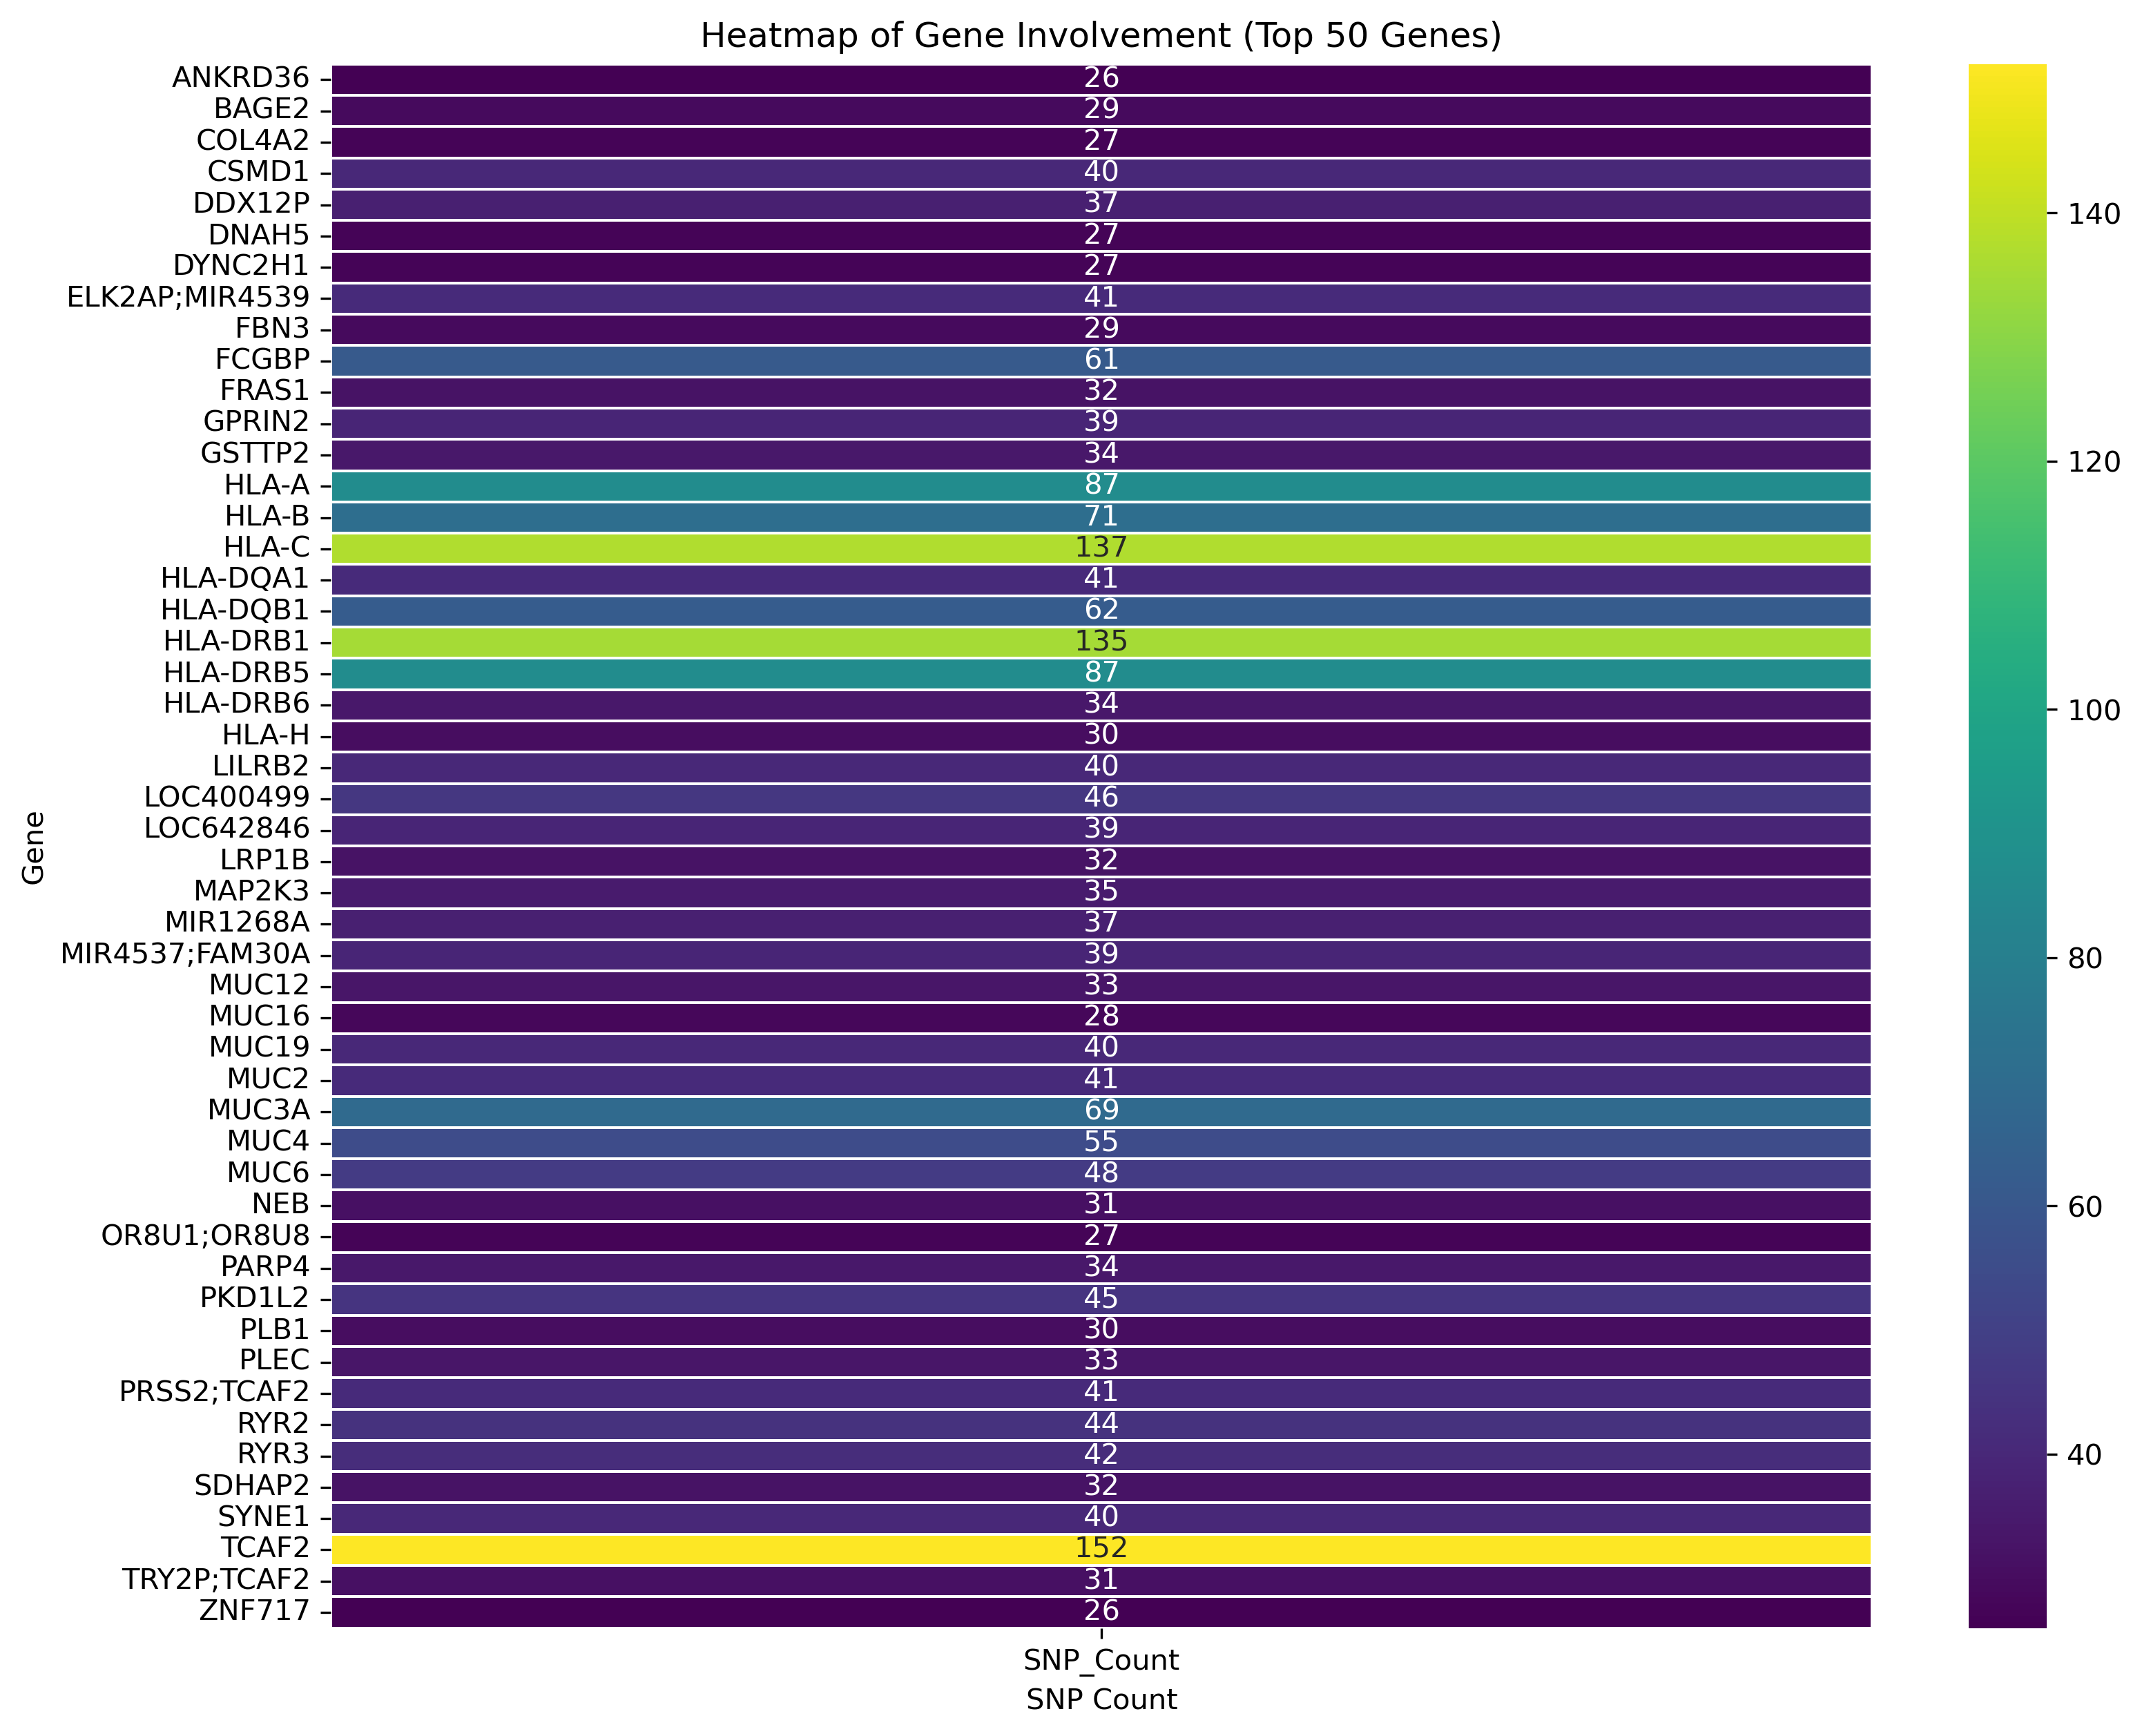 Heatmap of Gene Involvement (Top 50 Genes)
Gene
ANKRD36 26
BAGE2 29
COL4A2 27
CSMD1 40
DDX12P 37
DNAH5 27
DYNC2H1 27
ELK2AP;MIR4539 41
FBN3 29
FCGBP 61
FRAS1 32
GPRIN2 39
GSTTP2 34
HLA-A 87
HLA-B 71
HLA-C 137
HLA-DQA1 41
HLA-DQB1 62
HLA-DRB1 135
HLA-DRB5 87
HLA-DRB6 34
HLA-H 30
LILRB2 40
LOC400499 46
LOC642846 39
LRP1B 32
MAP2K3 35
MIR1268A 37
MIR4537;FAM30A 39
MUC12 33
MUC16 28
MUC19 40
MUC2 41
MUC3A 69
MUC4 55
MUC6 48
NEB 31
OR8U1;OR8U8 27
PARP4 34
PKD1L2 45
PLB1 30
PLEC 33
PRSS2;TCAF2 41
RYR2 44
RYR3 42
SDHAP2 32
SYNE1 40
TCAF2 152
TRY2P;TCAF2 31
ZNF717 26
SNP_Count
SNP Count
140
120
100
80
60
40